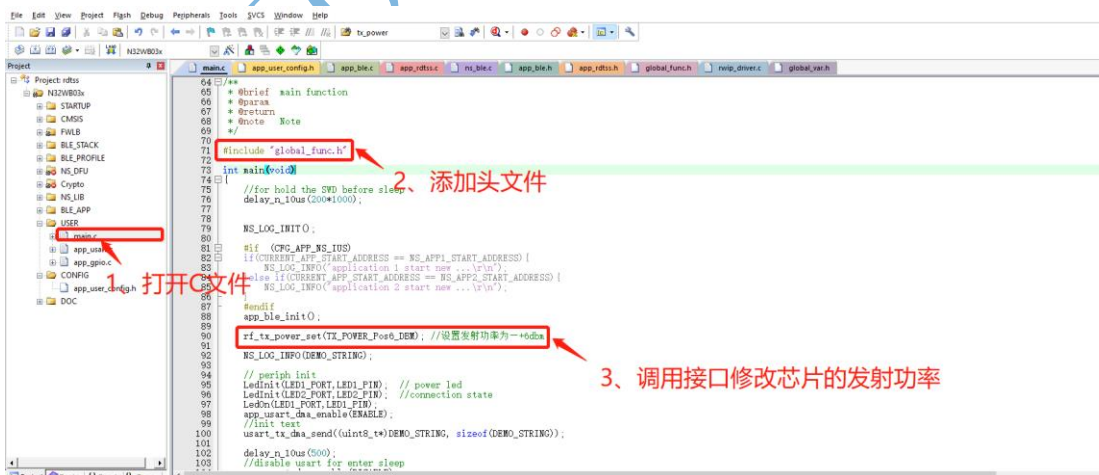 File Edit View Project Flash Debug Peripherals Tools SVCS Window Help
tx_power
N32WB03x
Project
main.c app_user_config.h app_ble.c app_rdtss.c ns_ble.c app_ble.h app_rdtss.h global_func.h rwip_driver.c global_var.h
Project: rdtss
N32WB03x
STARTUP
CMSIS
FWLB
BLE_STACK
BLE_PROFILE
NS_DFU
Crypto
NS_LIB
BLE_APP
USER
main.c
app_usart.c
app_gpio.c
CONFIG
app_user_config.h
DOC
1、打开C文件
64 /**
65 * @brief main function
66 * @param
67 * @return
68 * @note Note
69 */
70
71 #include "global_func.h"
72
2、添加头文件
73 int main(void)
74 {
75 //for hold the SWD before sleep
76 delay_n_10us(200*1000);
77
78
79 NS_LOG_INIT();
80
81 #if (CFG_APP_NS_IUS)
82 if(CURRENT_APP_START_ADDRESS == NS_APP1_START_ADDRESS){
83 NS_LOG_INFO("application 1 start new ...\r\n");
84 else if(CURRENT_APP_START_ADDRESS == NS_APP2_START_ADDRESS){
85 NS_LOG_INFO("application 2 start new ...\r\n");
86 }
87 #endif
88 app_ble_init();
89
90 rf_tx_power_set(TX_POWER_Pos6_DBM); //设置发射功率为一+6dbm
91
92 NS_LOG_INFO(DEMO_STRING);
93
3、调用接口修改芯片的发射功率
94 // periph init
95 LedInit(LED1_PORT,LED1_PIN); // power led
96 LedInit(LED2_PORT,LED2_PIN); //connection state
97 LedOn(LED1_PORT,LED1_PIN);
98 app_usart_dma_enable(ENABLE);
99 //init text
100 usart_tx_dma_send((uint8_t*)DEMO_STRING, sizeof(DEMO_STRING));
101
102 delay_n_10us(500);
103 //disable usart for enter sleep